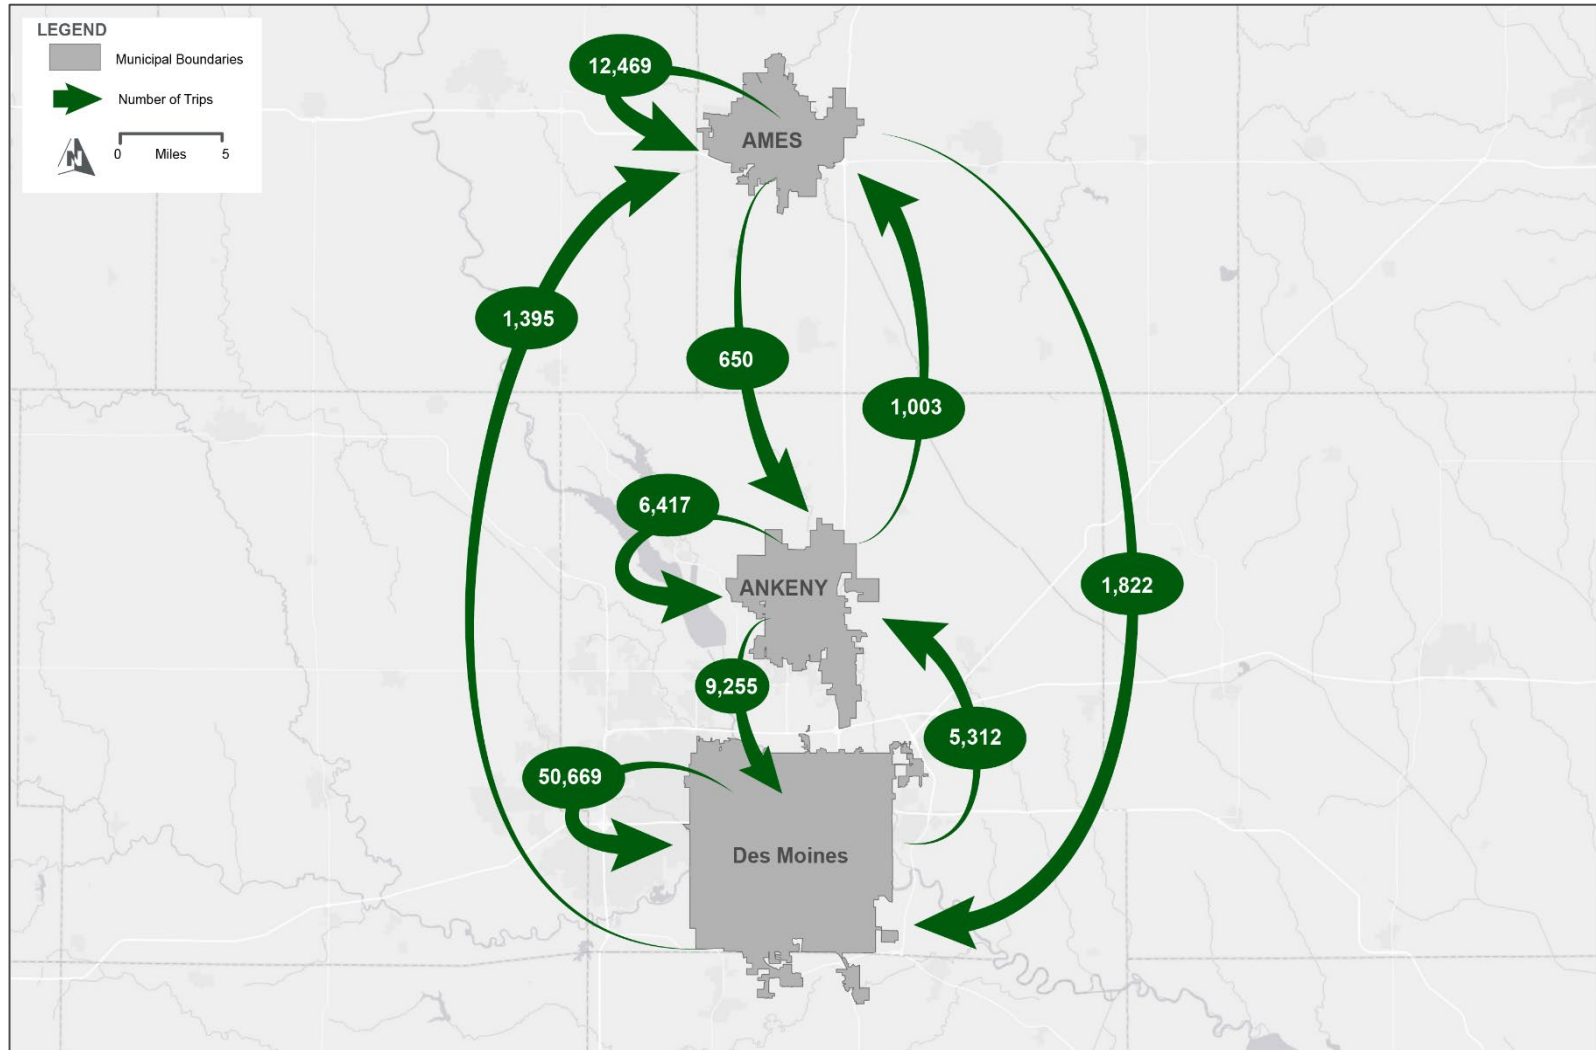 LEGEND
Municipal Boundaries
Number of Trips
N
0 Miles 5
12,469
AMES
1,395
650
1,003
6,417
ANKENY
1,822
9,255
5,312
50,669
Des Moines